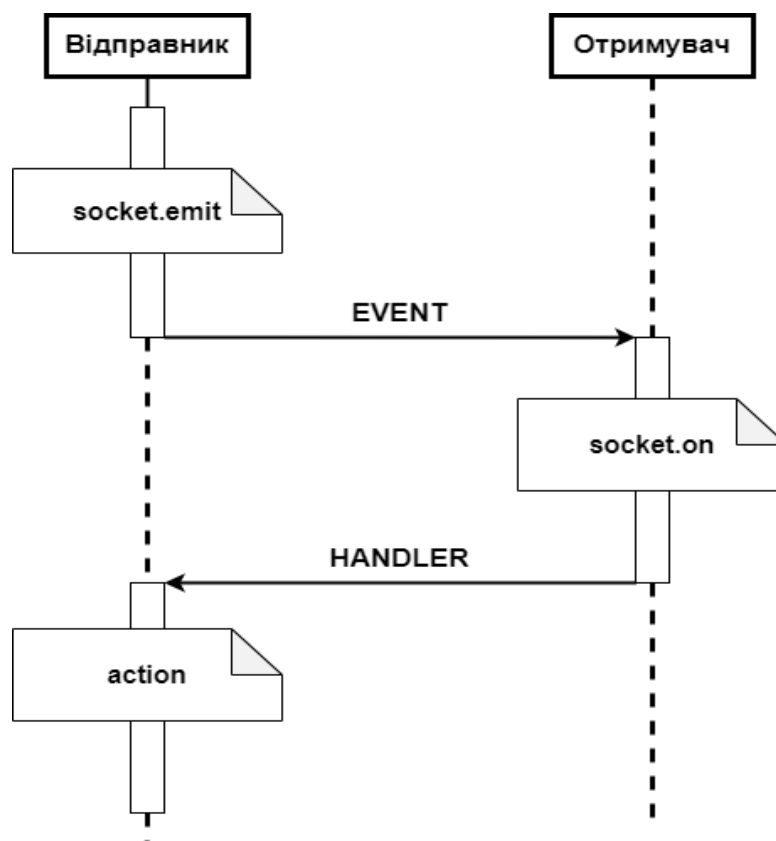 Відправник
Отримувач
socket.emit
EVENT
socket.on
HANDLER
action